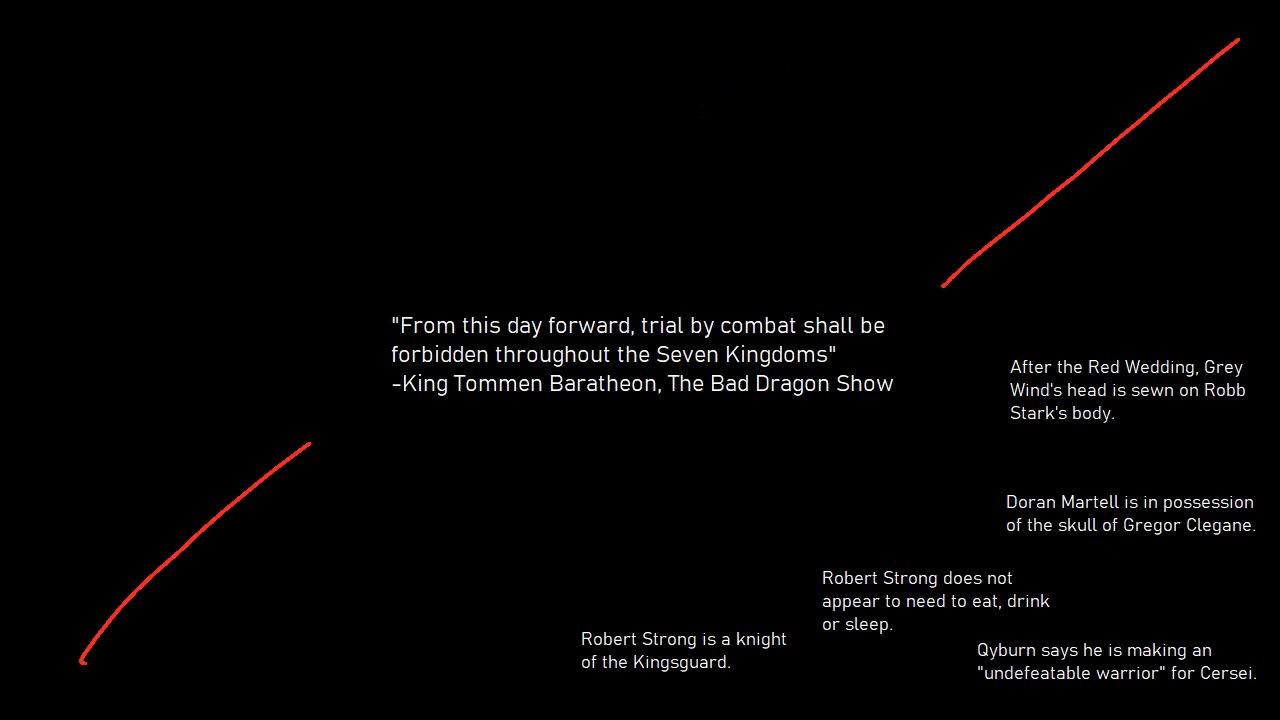 "From this day forward, trial by combat shall be
forbidden throughout the Seven Kingdoms"
-King Tommen Baratheon, The Bad Dragon Show
After the Red Wedding, Grey
Wind's head is sewn on Robb
Stark's body.
Doran Martell is in possession
of the skull of Gregor Clegane.
Robert Strong does not
appear to need to eat, drink
or sleep.
Robert Strong is a knight
of the Kingsguard.
Qyburn says he is making an
"undefeatable warrior" for Cersei.